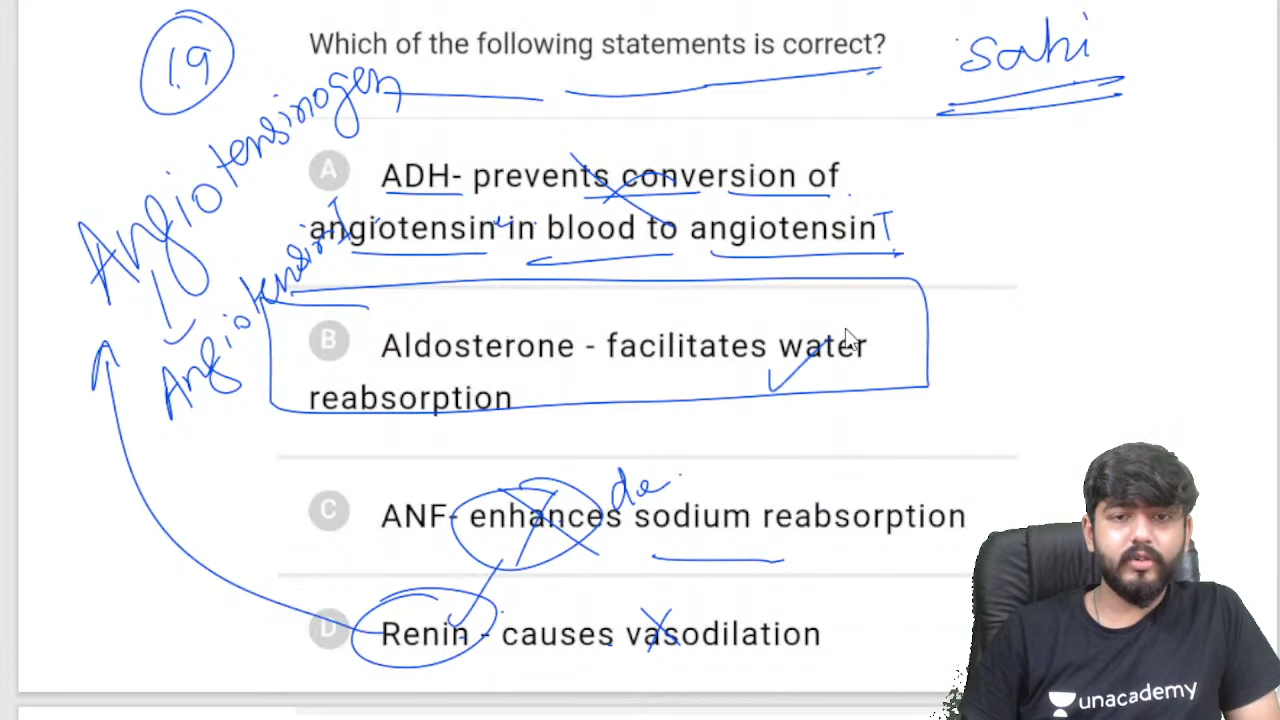 19
Which of the following statements is correct?
sahi
Angiotensinogen
Angiotensin I
A
ADH- prevents conversion of
angiotensin in blood to angiotensin I
B
Aldosterone - facilitates water
reabsorption
C
ANF- enhances sodium reabsorption
de
D
Renin - causes vasodilation
unacademy